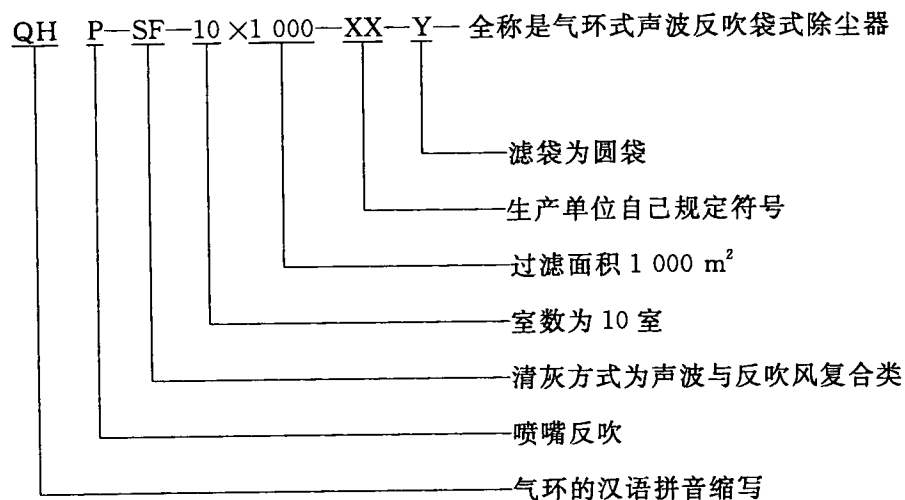 QH P—SF—10×1 000—XX—Y— 全称是气环式声波反吹袋式除尘器
滤袋为圆袋
生产单位自己规定符号
过滤面积 1 000 m²
室数为 10 室
清灰方式为声波与反吹风复合类
喷嘴反吹
气环的汉语拼音缩写